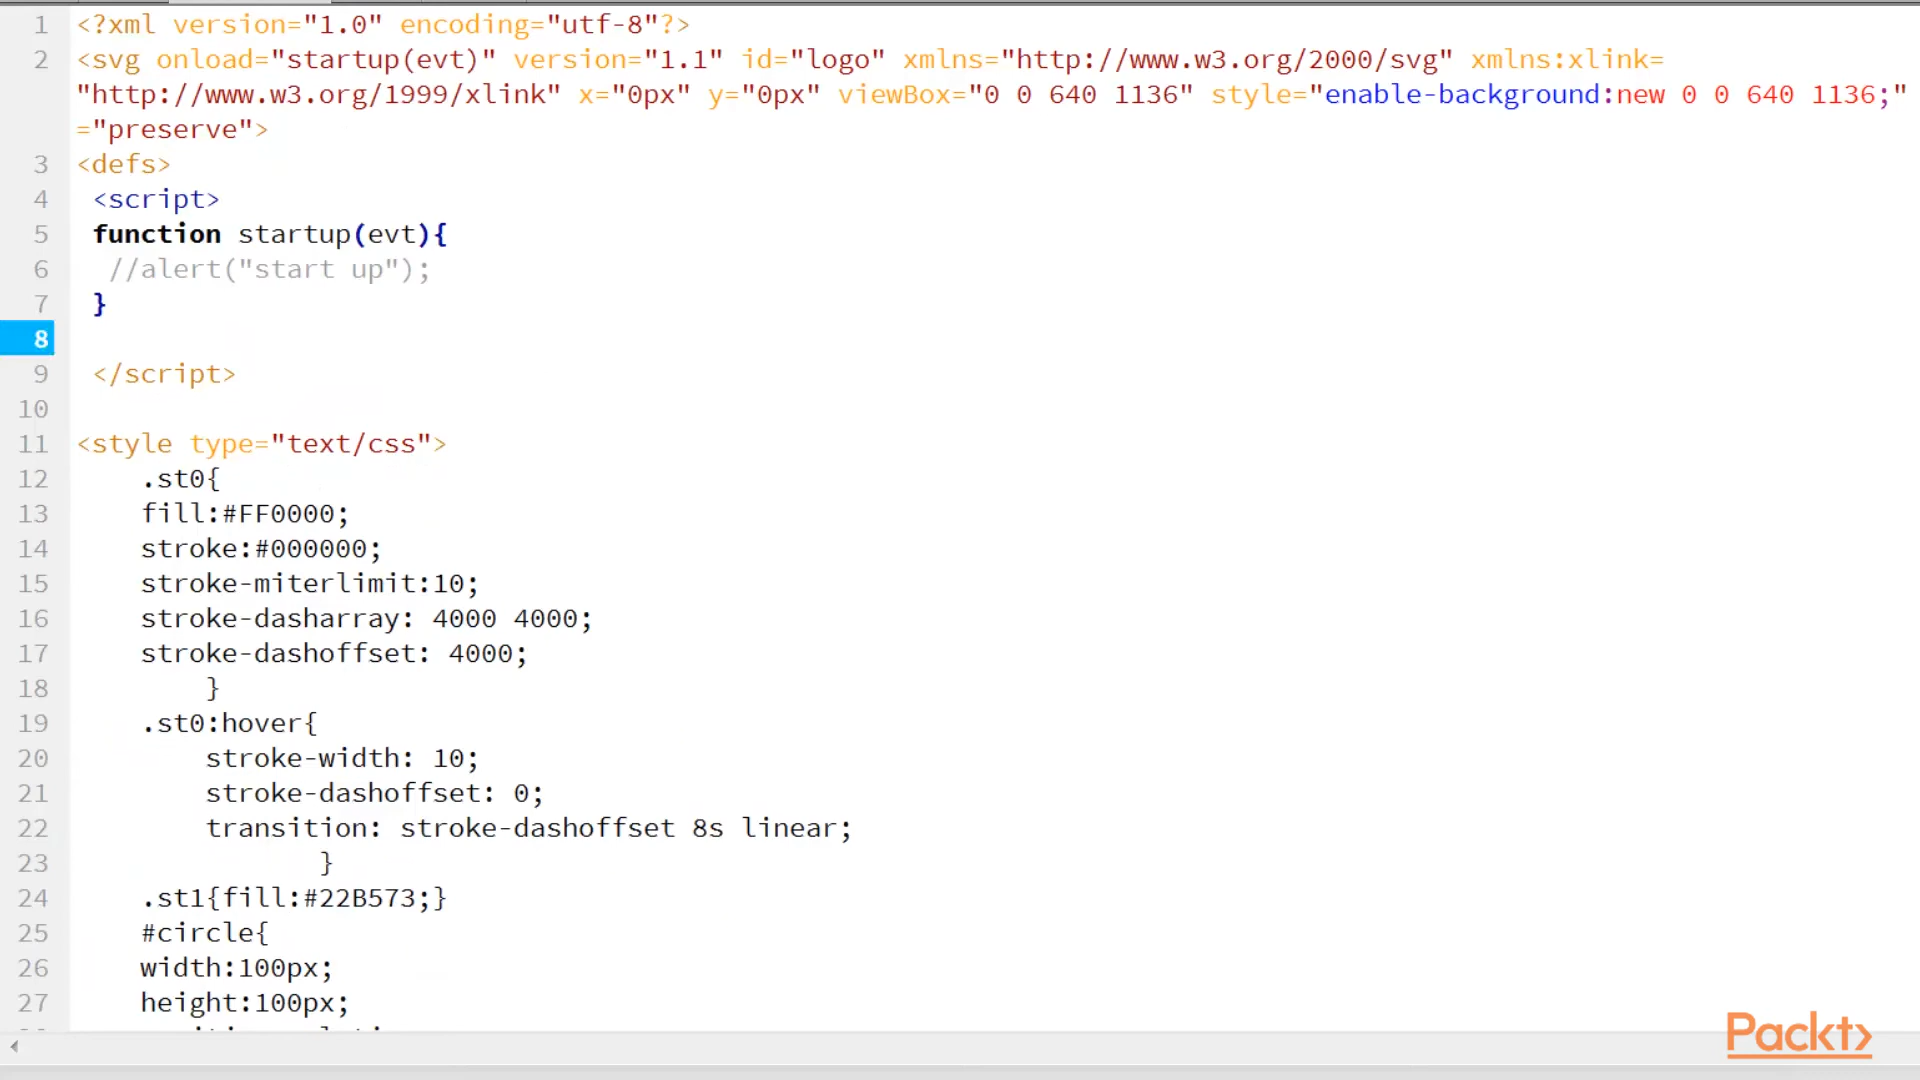 1 <?xml version="1.0" encoding="utf-8"?>
2 <svg onload="startup(evt)" version="1.1" id="logo" xmlns="http://www.w3.org/2000/svg" xmlns:xlink=
"http://www.w3.org/1999/xlink" x="0px" y="0px" viewBox="0 0 640 1136" style="enable-background:new 0 0 640 1136;"
="preserve">
3 <defs>
4 <script>
5 function startup(evt){
6 //alert("start up");
7 }
8
9 </script>
10
11 <style type="text/css">
12 .st0{
13 fill:#FF0000;
14 stroke:#000000;
15 stroke-miterlimit:10;
16 stroke-dasharray: 4000 4000;
17 stroke-dashoffset: 4000;
18 }
19 .st0:hover{
20 stroke-width: 10;
21 stroke-dashoffset: 0;
22 transition: stroke-dashoffset 8s linear;
23 }
24 .st1{fill:#22B573;}
25 #circle{
26 width:100px;
27 height:100px;
Packt>